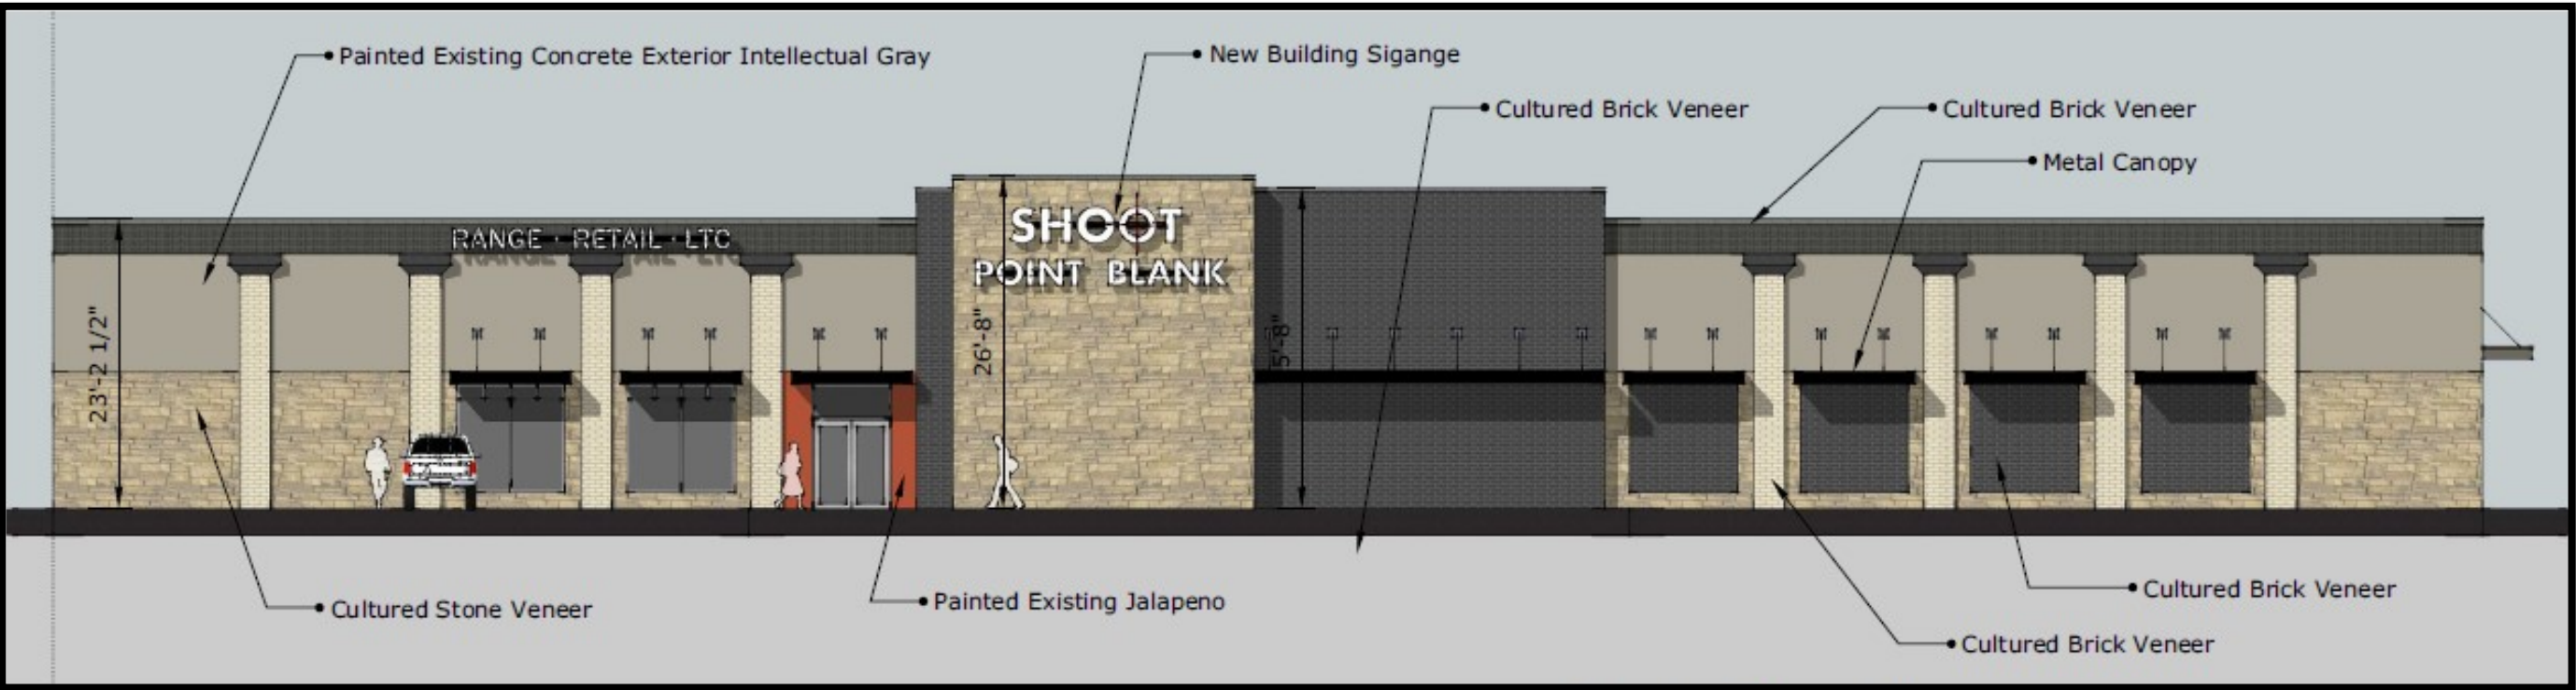 Painted Existing Concrete Exterior Intellectual Gray
New Building Sigange
Cultured Brick Veneer
Cultured Brick Veneer
Metal Canopy
RANGE · RETAIL · LTC
SHOOT
POINT BLANK
23'-2 1/2"
26'-8"
5'-8"
Cultured Stone Veneer
Painted Existing Jalapeno
Cultured Brick Veneer
Cultured Brick Veneer